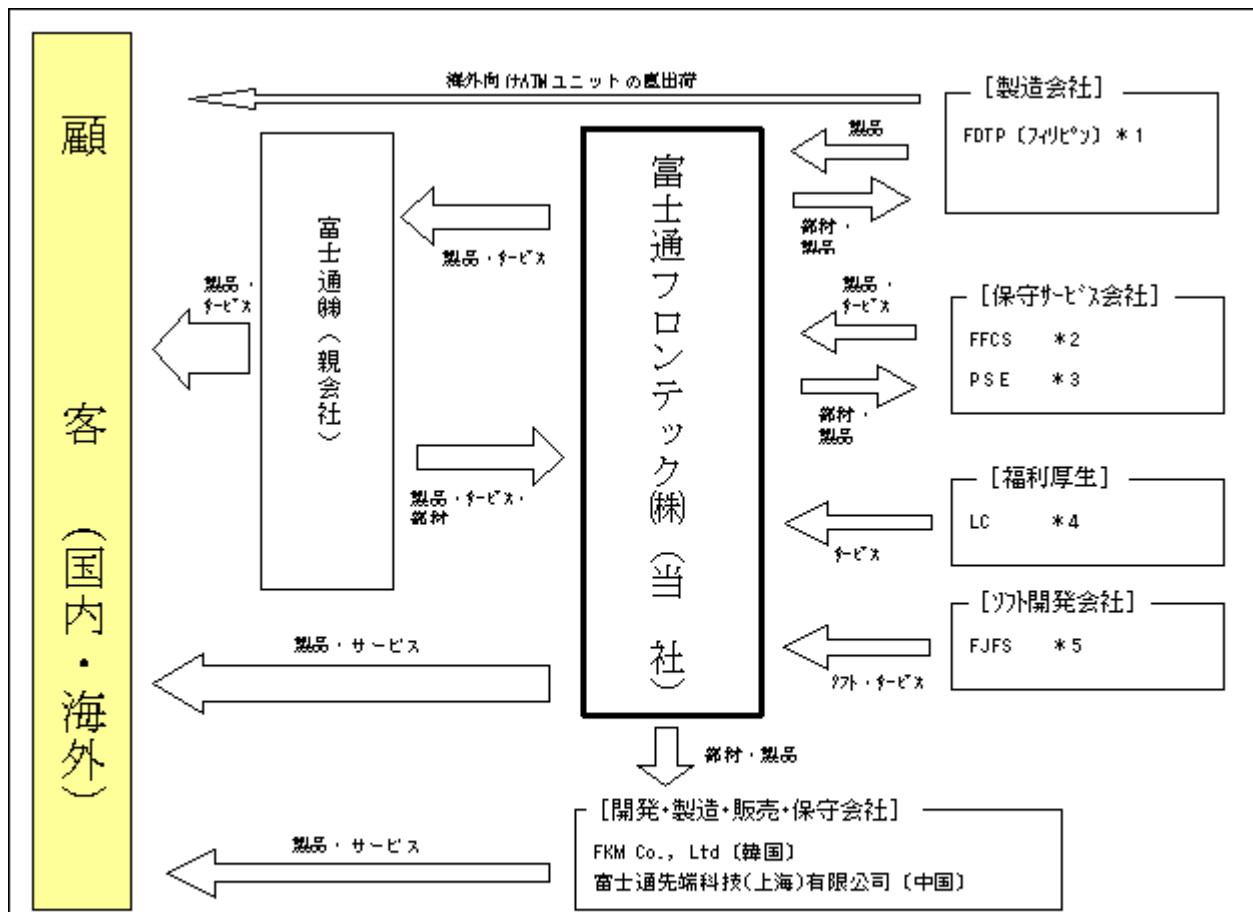 顧客（国内・海外）
海外向けATMユニットの直出荷
［製造会社］
FDTP（フィリピン）＊1
製品
部材・
製品
富士通フロンテック㈱（当 社）
富士通㈱（親会社）
製品・サービス
製品・
サービス
製品・サービス・
部材
［保守サービス会社］
FFCS ＊2
PSE ＊3
製品・
サービス
部材・
製品
［福利厚生］
LC ＊4
サービス
［ソフト開発会社］
FJFS ＊5
ソフト・サービス
製品・サービス
部材・製品
［開発・製造・販売・保守会社］
FKM Co., Ltd（韓国）
富士通先端科技(上海)有限公司（中国）
製品・サービス